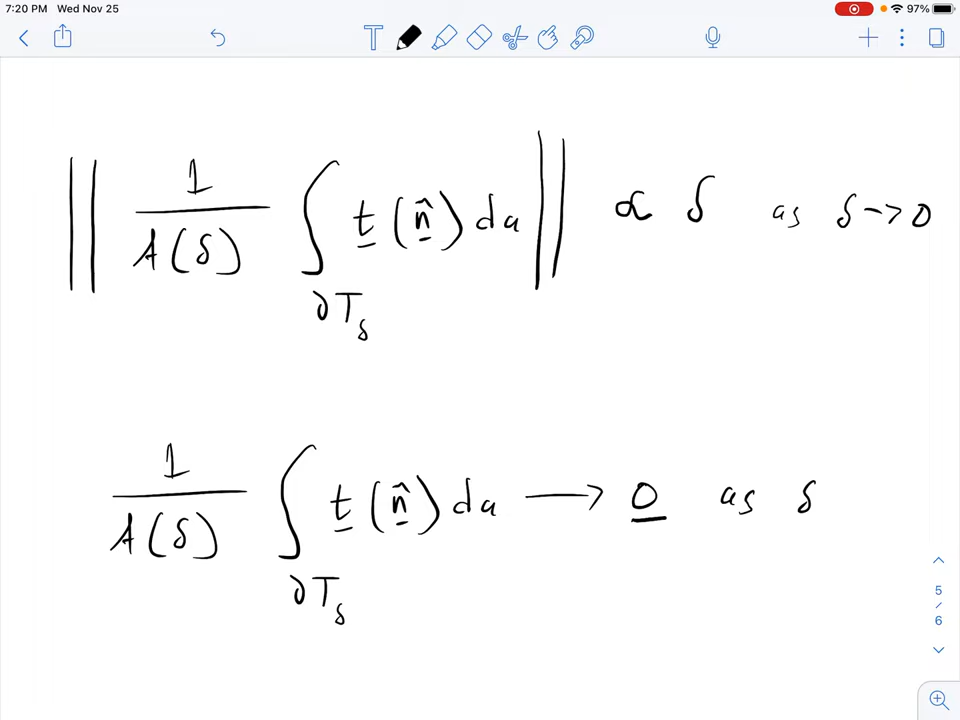 7:20 PM Wed Nov 25 97%
T
‖ 1/A(δ) ∫_{∂T_δ} t̲(n̲̂) da ‖ ∝ δ as δ -> 0
1/A(δ) ∫_{∂T_δ} t̲(n̲̂) da ⟶ 0̲ as δ
5
/
6